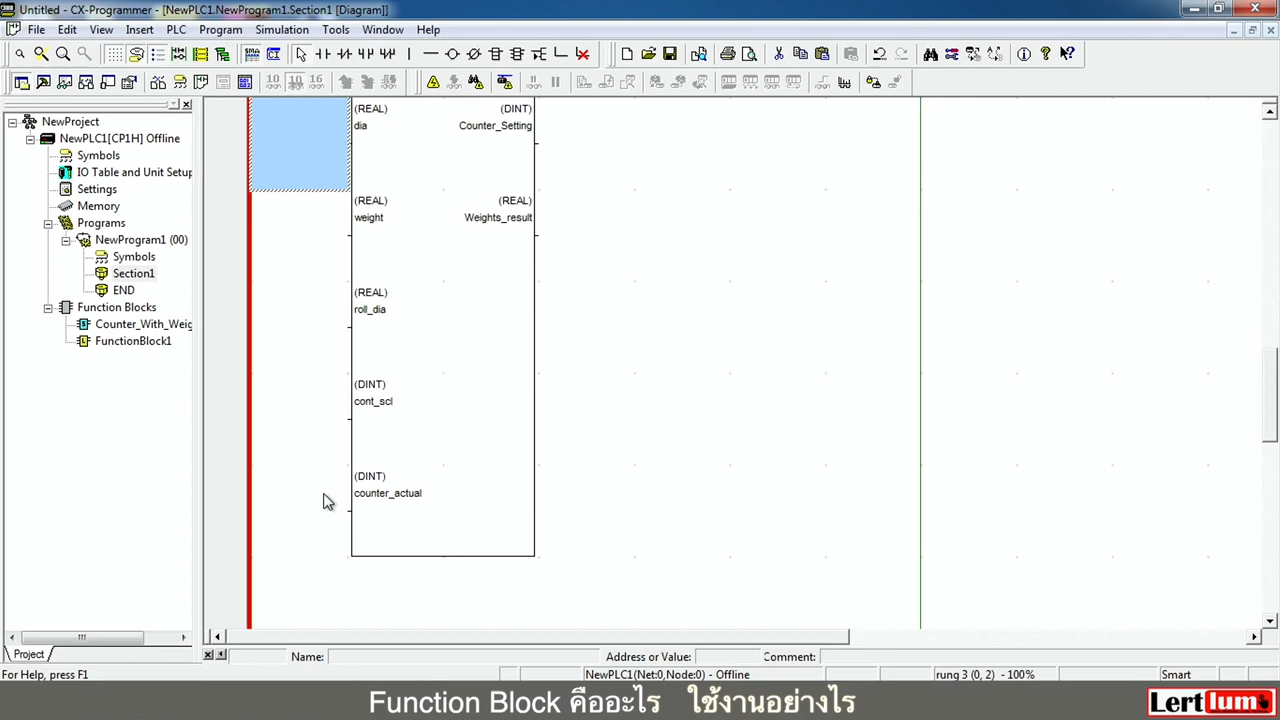 Untitled - CX-Programmer - [NewPLC1.NewProgram1.Section1 [Diagram]]
File Edit View Insert PLC Program Simulation Tools Window Help
NewProject
NewPLC1[CP1H] Offline
Symbols
IO Table and Unit Setup
Settings
Memory
Programs
NewProgram1 (00)
Symbols
Section1
END
Function Blocks
Counter_With_Weig
FunctionBlock1
Project
(REAL) (DINT)
dia Counter_Setting
(REAL) (REAL)
weight Weights_result
(REAL)
roll_dia
(DINT)
cont_scl
(DINT)
counter_actual
Name: Address or Value: Comment:
For Help, press F1 NewPLC1(Net:0,Node:0) - Offline rung 3 (0, 2) - 100% Smart
Function Block คืออะไร ใช้งานอย่างไร
Lertlum